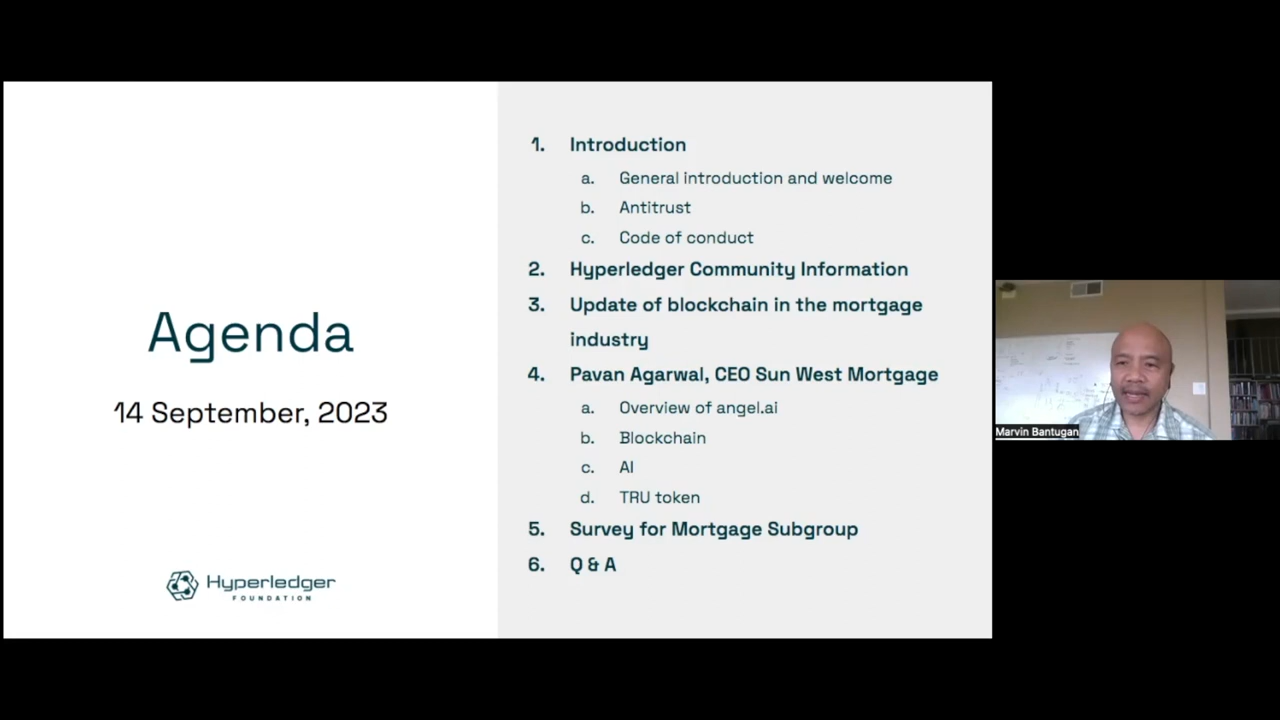 Agenda
14 September, 2023
Hyperledger
FOUNDATION
1. Introduction
a. General introduction and welcome
b. Antitrust
c. Code of conduct
2. Hyperledger Community Information
3. Update of blockchain in the mortgage
industry
4. Pavan Agarwal, CEO Sun West Mortgage
a. Overview of angel.ai
b. Blockchain
c. AI
d. TRU token
5. Survey for Mortgage Subgroup
6. Q & A
Marvin Bantugan